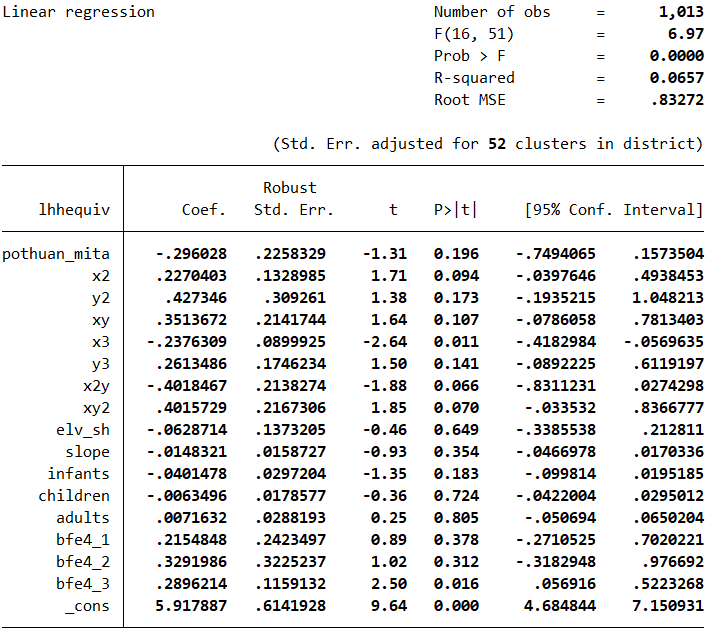 Linear regression Number of obs = 1,013
F(16, 51) = 6.97
Prob > F = 0.0000
R-squared = 0.0657
Root MSE = .83272
(Std. Err. adjusted for 52 clusters in district)
Robust
lhhequiv Coef. Std. Err. t P>|t| [95% Conf. Interval]
pothuan_mita -.296028 .2258329 -1.31 0.196 -.7494065 .1573504
x2 .2270403 .1328985 1.71 0.094 -.0397646 .4938453
y2 .427346 .309261 1.38 0.173 -.1935215 1.048213
xy .3513672 .2141744 1.64 0.107 -.0786058 .7813403
x3 -.2376309 .0899925 -2.64 0.011 -.4182984 -.0569635
y3 .2613486 .1746234 1.50 0.141 -.0892225 .6119197
x2y -.4018467 .2138274 -1.88 0.066 -.8311231 .0274298
xy2 .4015729 .2167306 1.85 0.070 -.033532 .8366777
elv_sh -.0628714 .1373205 -0.46 0.649 -.3385538 .212811
slope -.0148321 .0158727 -0.93 0.354 -.0466978 .0170336
infants -.0401478 .0297204 -1.35 0.183 -.099814 .0195185
children -.0063496 .0178577 -0.36 0.724 -.0422004 .0295012
adults .0071632 .0288193 0.25 0.805 -.050694 .0650204
bfe4_1 .2154848 .2423497 0.89 0.378 -.2710525 .7020221
bfe4_2 .3291986 .3225237 1.02 0.312 -.3182948 .976692
bfe4_3 .2896214 .1159132 2.50 0.016 .056916 .5223268
_cons 5.917887 .6141928 9.64 0.000 4.684844 7.150931